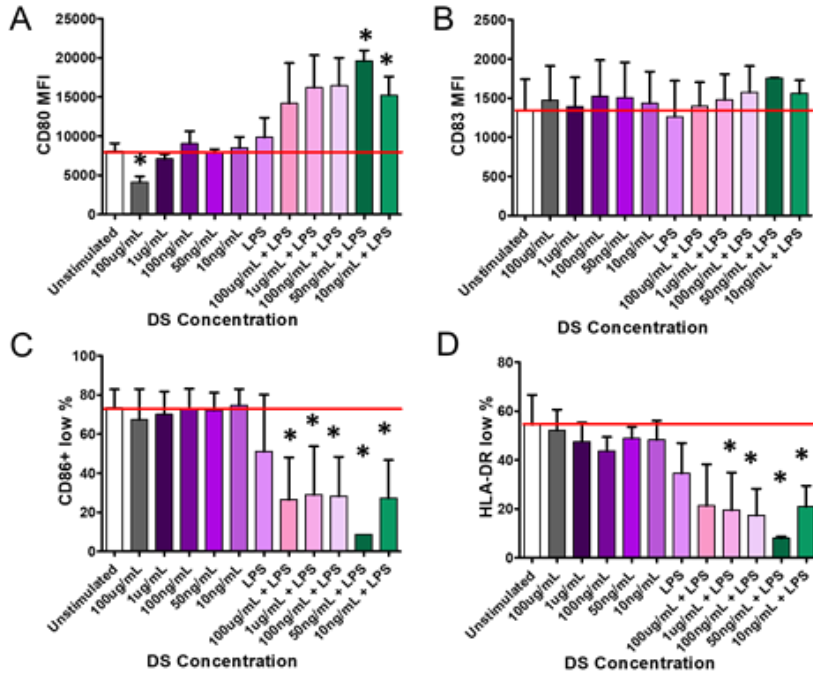 A
CD80 MFI
25000
20000
15000
10000
5000
0
*
*
*
Unstimulated
100ug/mL
1ug/mL
100ng/mL
50ng/mL
10ng/mL
LPS
100ug/mL + LPS
1ug/mL + LPS
100ng/mL + LPS
50ng/mL + LPS
10ng/mL + LPS
DS Concentration
B
CD83 MFI
2500
2000
1500
1000
500
0
Unstimulated
100ug/mL
1ug/mL
100ng/mL
50ng/mL
10ng/mL
LPS
100ug/mL + LPS
1ug/mL + LPS
100ng/mL + LPS
50ng/mL + LPS
10ng/mL + LPS
DS Concentration
C
CD86+ low %
100
80
60
40
20
0
*
*
*
*
*
Unstimulated
100ug/mL
1ug/mL
100ng/mL
50ng/mL
10ng/mL
LPS
100ug/mL + LPS
1ug/mL + LPS
100ng/mL + LPS
50ng/mL + LPS
10ng/mL + LPS
DS Concentration
D
HLA-DR low %
80
60
40
20
0
*
*
*
*
Unstimulated
100ug/mL
1ug/mL
100ng/mL
50ng/mL
10ng/mL
LPS
100ug/mL + LPS
1ug/mL + LPS
100ng/mL + LPS
50ng/mL + LPS
10ng/mL + LPS
DS Concentration